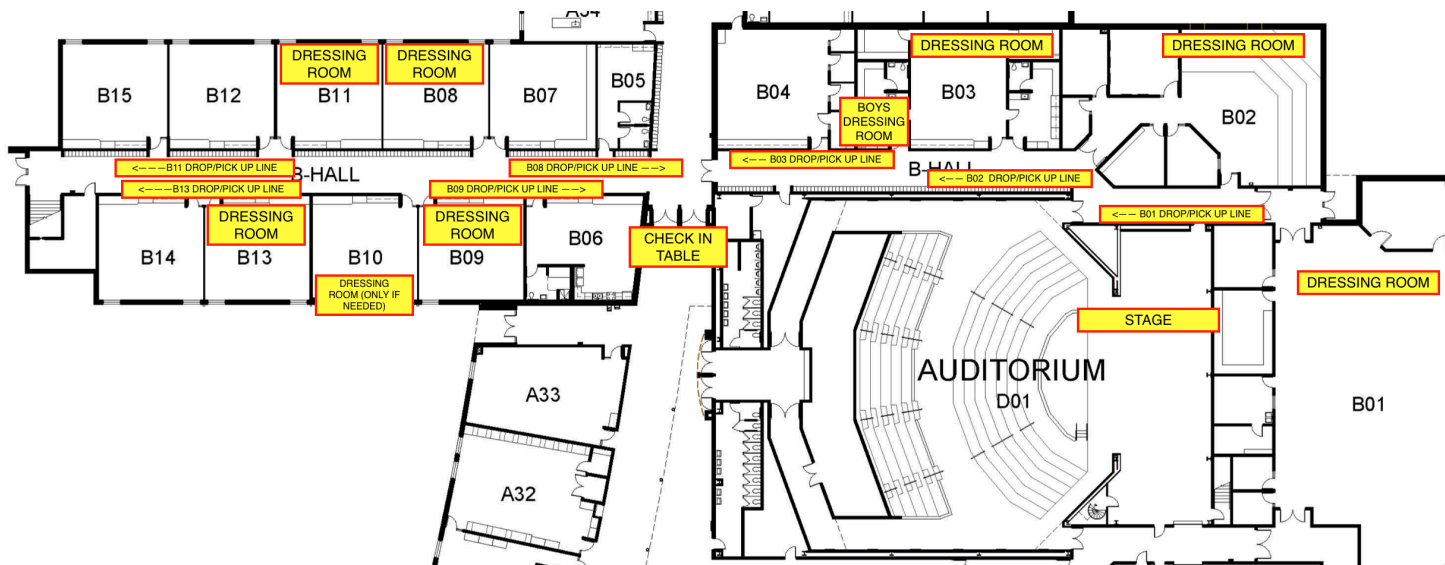 A34
DRESSING
ROOM
DRESSING
ROOM
DRESSING ROOM
DRESSING ROOM
B15
B12
B11
B08
B07
B05
B04
B03
B02
BOYS
DRESSING
ROOM
<–––B11 DROP/PICK UP LINE
B08 DROP/PICK UP LINE ––>
<–– B03 DROP/PICK UP LINE
B-HALL
B-HALL
<–––B13 DROP/PICK UP LINE
B09 DROP/PICK UP LINE ––>
<–– B02 DROP/PICK UP LINE
<–– B01 DROP/PICK UP LINE
DRESSING
ROOM
DRESSING
ROOM
CHECK IN
TABLE
B14
B13
B10
B09
B06
DRESSING
ROOM (ONLY IF
NEEDED)
DRESSING ROOM
STAGE
AUDITORIUM
D01
A33
B01
A32